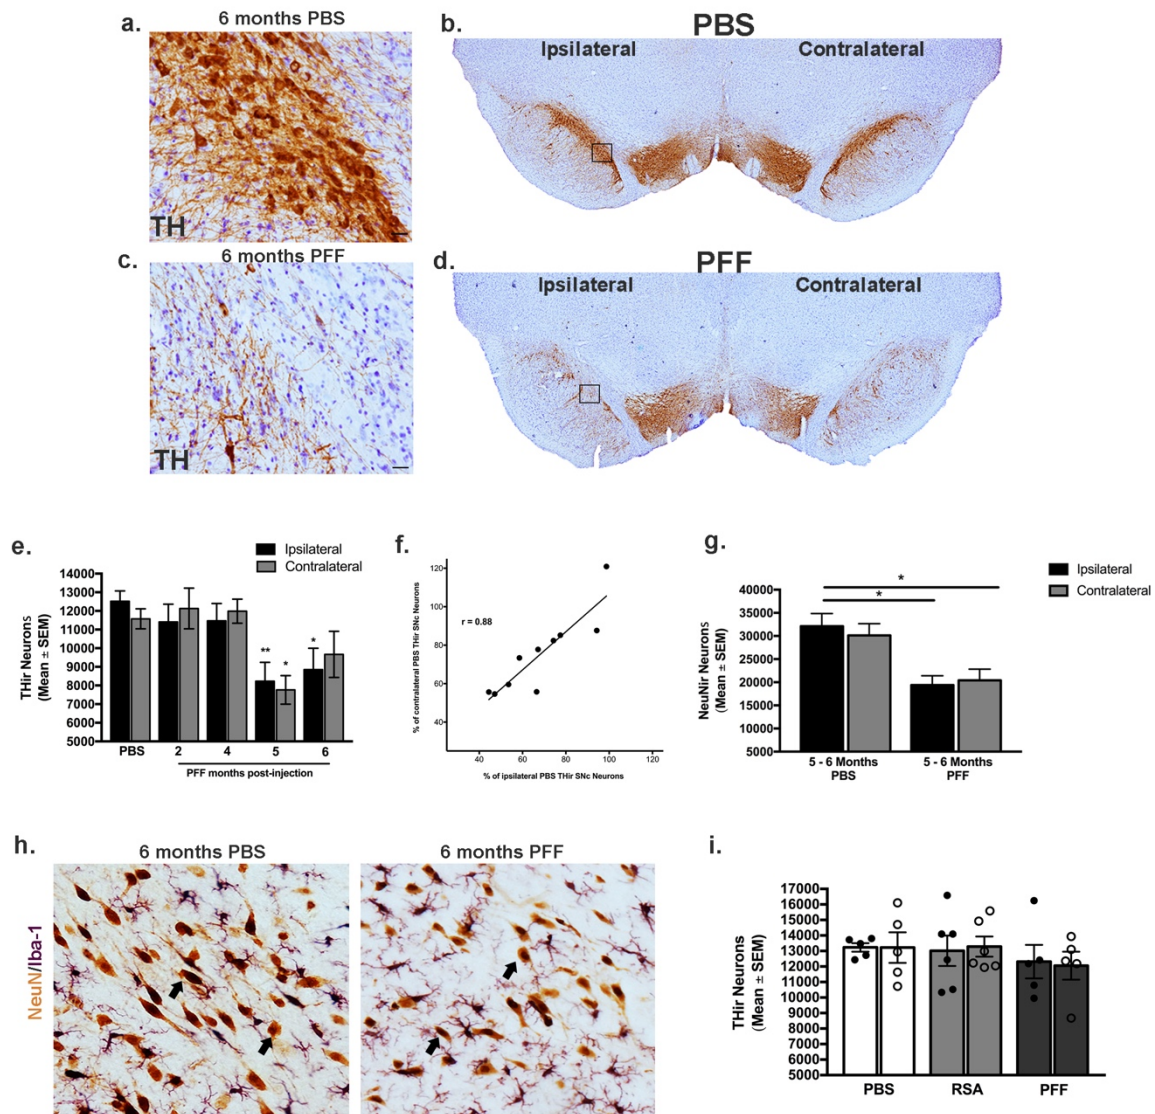 a.
6 months PBS
TH
b.
PBS
Ipsilateral
Contralateral
c.
6 months PFF
TH
d.
PFF
Ipsilateral
Contralateral
e.
Ipsilateral
Contralateral
THir Neurons
(Mean ± SEM)
14000
13000
12000
11000
10000
9000
8000
7000
6000
5000
**
*
*
PBS
2
4
5
6
PFF months post-injection
f.
% of contralateral PBS THir SNc Neurons
120
100
80
60
40
r = 0.88
40
60
80
100
120
% of ipsilateral PBS THir SNc Neurons
g.
Ipsilateral
Contralateral
NeuNir Neurons
(Mean ± SEM)
40000
35000
30000
25000
20000
15000
10000
5000
*
*
5 - 6 Months
PBS
5 - 6 Months
PFF
h.
6 months PBS
6 months PFF
NeuN/Iba-1
i.
THir Neurons
(Mean ± SEM)
17000
16000
15000
14000
13000
12000
11000
10000
9000
8000
7000
6000
5000
PBS
RSA
PFF